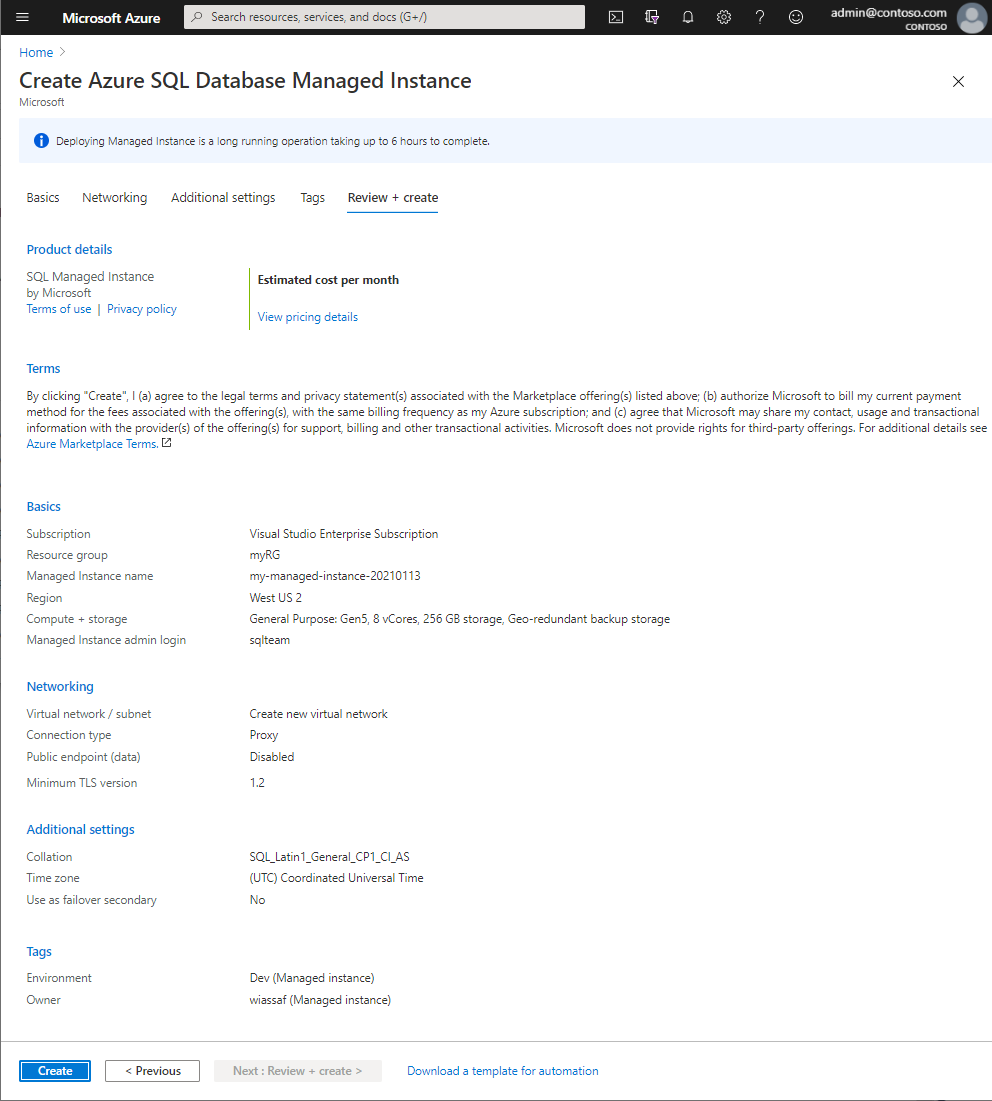 Microsoft Azure
Search resources, services, and docs (G+/)
admin@contoso.com
CONTOSO
Home
Create Azure SQL Database Managed Instance
Microsoft
Deploying Managed Instance is a long running operation taking up to 6 hours to complete.
Basics Networking Additional settings Tags Review + create
Product details
SQL Managed Instance
by Microsoft
Terms of use | Privacy policy
Estimated cost per month
View pricing details
Terms
By clicking "Create", I (a) agree to the legal terms and privacy statement(s) associated with the Marketplace offering(s) listed above; (b) authorize Microsoft to bill my current payment
method for the fees associated with the offering(s), with the same billing frequency as my Azure subscription; and (c) agree that Microsoft may share my contact, usage and transactional
information with the provider(s) of the offering(s) for support, billing and other transactional activities. Microsoft does not provide rights for third-party offerings. For additional details see
Azure Marketplace Terms.
Basics
Subscription Visual Studio Enterprise Subscription
Resource group myRG
Managed Instance name my-managed-instance-20210113
Region West US 2
Compute + storage General Purpose: Gen5, 8 vCores, 256 GB storage, Geo-redundant backup storage
Managed Instance admin login sqlteam
Networking
Virtual network / subnet Create new virtual network
Connection type Proxy
Public endpoint (data) Disabled
Minimum TLS version 1.2
Additional settings
Collation SQL_Latin1_General_CP1_CI_AS
Time zone (UTC) Coordinated Universal Time
Use as failover secondary No
Tags
Environment Dev (Managed instance)
Owner wiassaf (Managed instance)
Create < Previous Next : Review + create > Download a template for automation